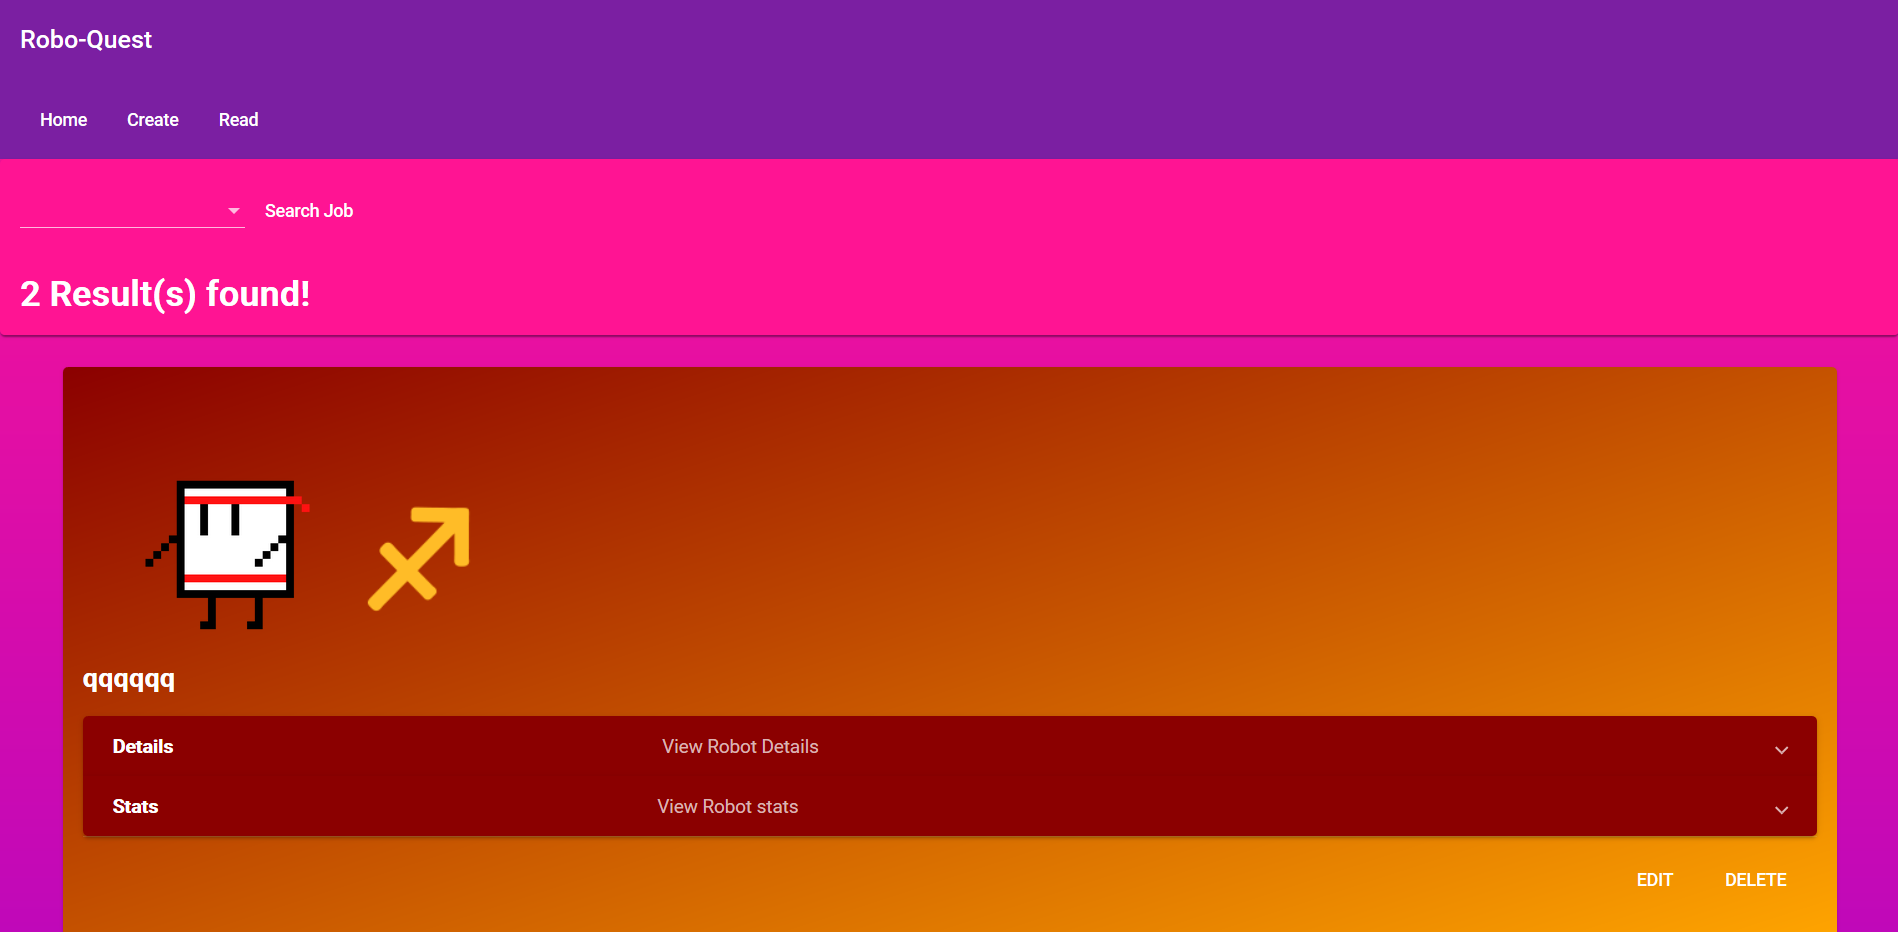 Robo-Quest
Home Create Read
Search Job
2 Result(s) found!
qqqqqq
Details View Robot Details
Stats View Robot stats
EDIT DELETE